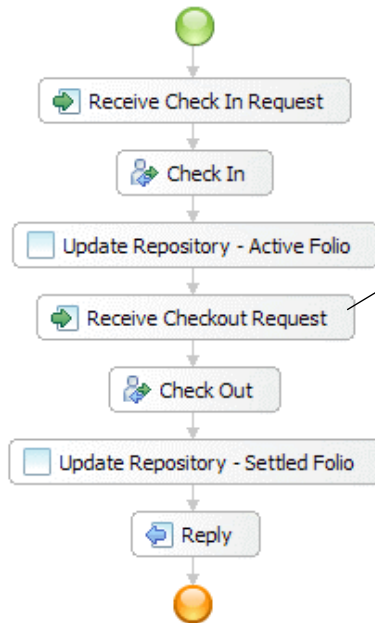 Receive Check In Request
Check In
Update Repository - Active Folio
Receive Checkout Request
Check Out
Update Repository - Settled Folio
Reply